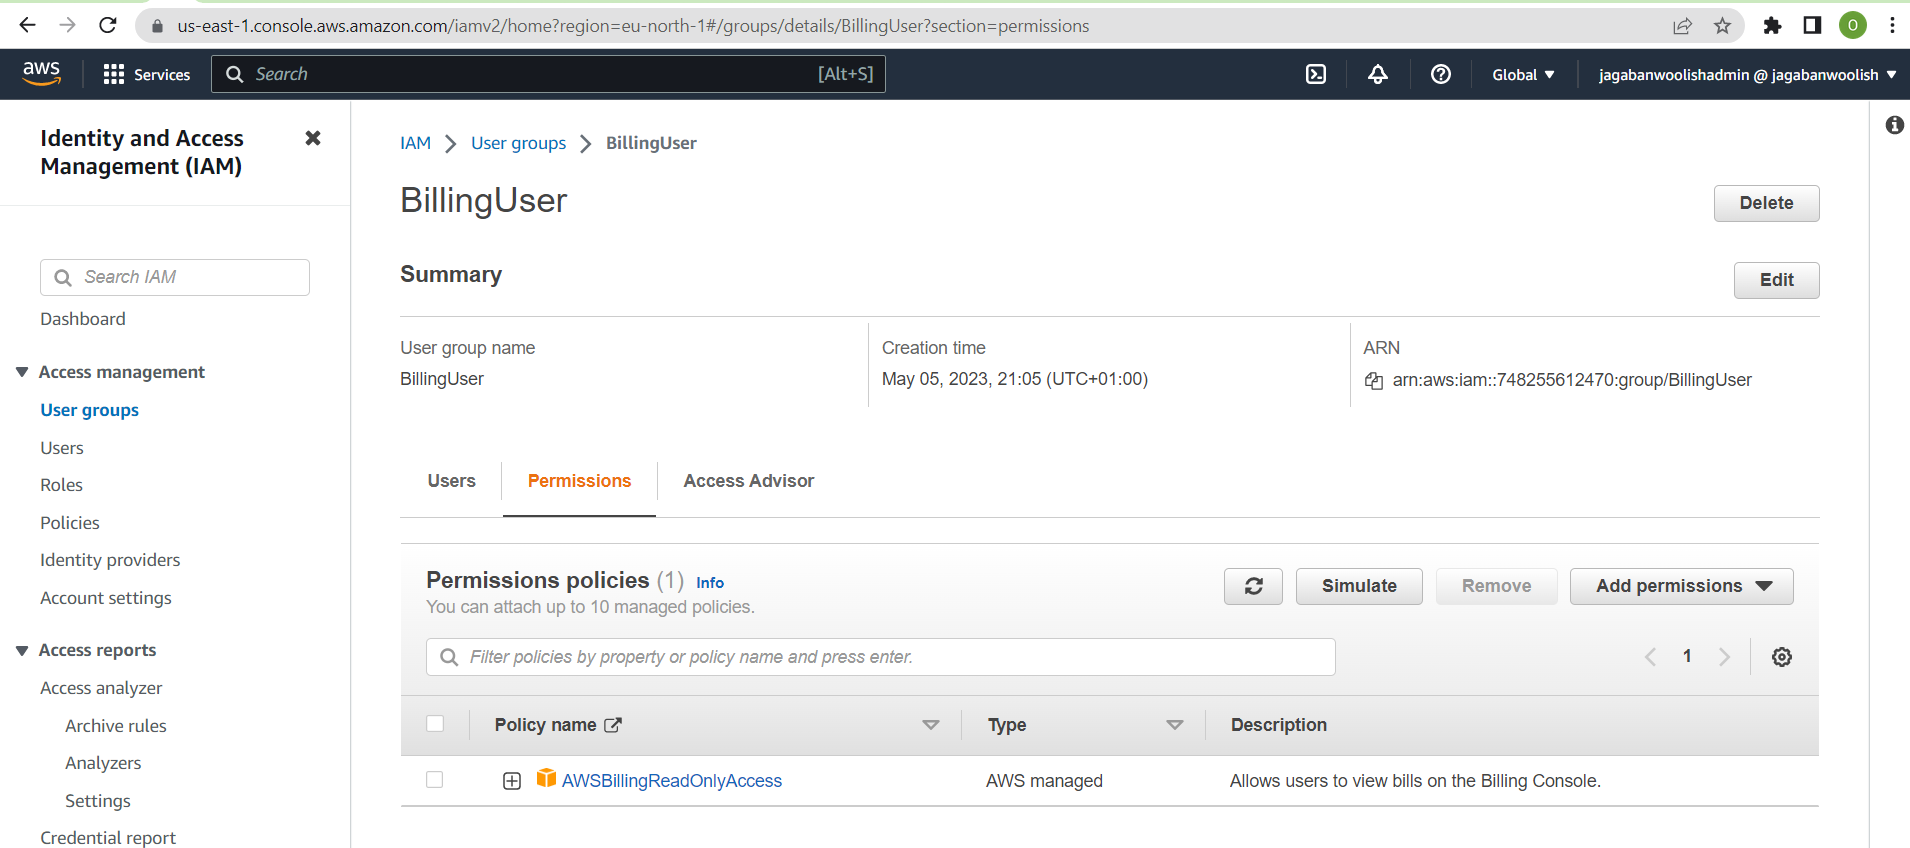 us-east-1.console.aws.amazon.com/iamv2/home?region=eu-north-1#/groups/details/BillingUser?section=permissions
O
aws
Services
Search
[Alt+S]
Global
jagabanwoolishadmin @ jagabanwoolish
Identity and Access
Management (IAM)
Search IAM
Dashboard
Access management
User groups
Users
Roles
Policies
Identity providers
Account settings
Access reports
Access analyzer
Archive rules
Analyzers
Settings
Credential report
IAM
User groups
BillingUser
BillingUser
Delete
Summary
Edit
User group name
BillingUser
Creation time
May 05, 2023, 21:05 (UTC+01:00)
ARN
arn:aws:iam::748255612470:group/BillingUser
Users
Permissions
Access Advisor
Permissions policies (1) Info
You can attach up to 10 managed policies.
Simulate
Remove
Add permissions
Filter policies by property or policy name and press enter.
1
Policy name
Type
Description
AWSBillingReadOnlyAccess
AWS managed
Allows users to view bills on the Billing Console.